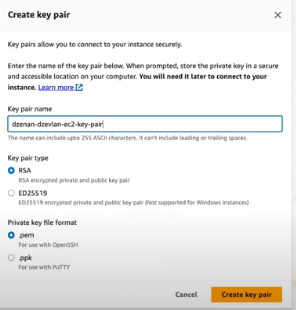 Create key pair
Key pairs allow you to connect to your instance securely.
Enter the name of the key pair below. When prompted, store the private key in a secure
and accessible location on your computer. You will need it later to connect to your
instance. Learn more
Key pair name
dzenan-dzevlan-ec2-key-pair
The name can include upto 255 ASCII characters. It can't include leading or trailing spaces.
Key pair type
RSA
RSA encrypted private and public key pair
ED25519
ED25519 encrypted private and public key pair (Not supported for Windows instances)
Private key file format
.pem
For use with OpenSSH
.ppk
For use with PuTTY
Cancel
Create key pair